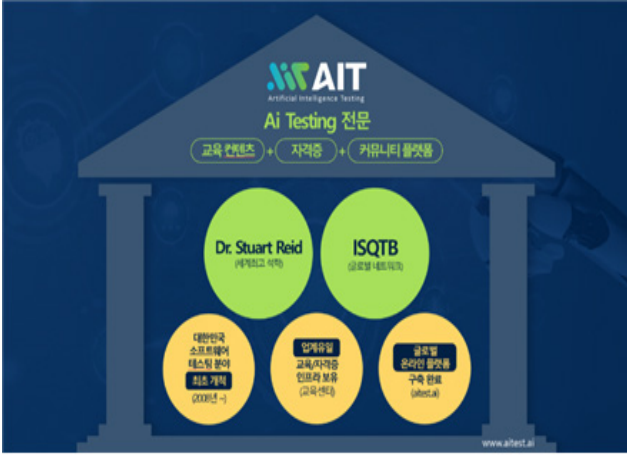 AIT
Artificial Intelligence Testing
Ai Testing 전문
교육 컨텐츠 + 자격증 + 커뮤니티 플랫폼
Dr. Stuart Reid
(세계최고 석학)
ISQTB
(글로벌 네트워크)
대한민국
소프트웨어
테스팅 분야
최초 개척
(2008년 ~)
업계유일
교육/자격증
인프라 보유
(교육센터)
글로벌
온라인 플랫폼
구축 완료
(aitest.ai)
www.aitest.ai